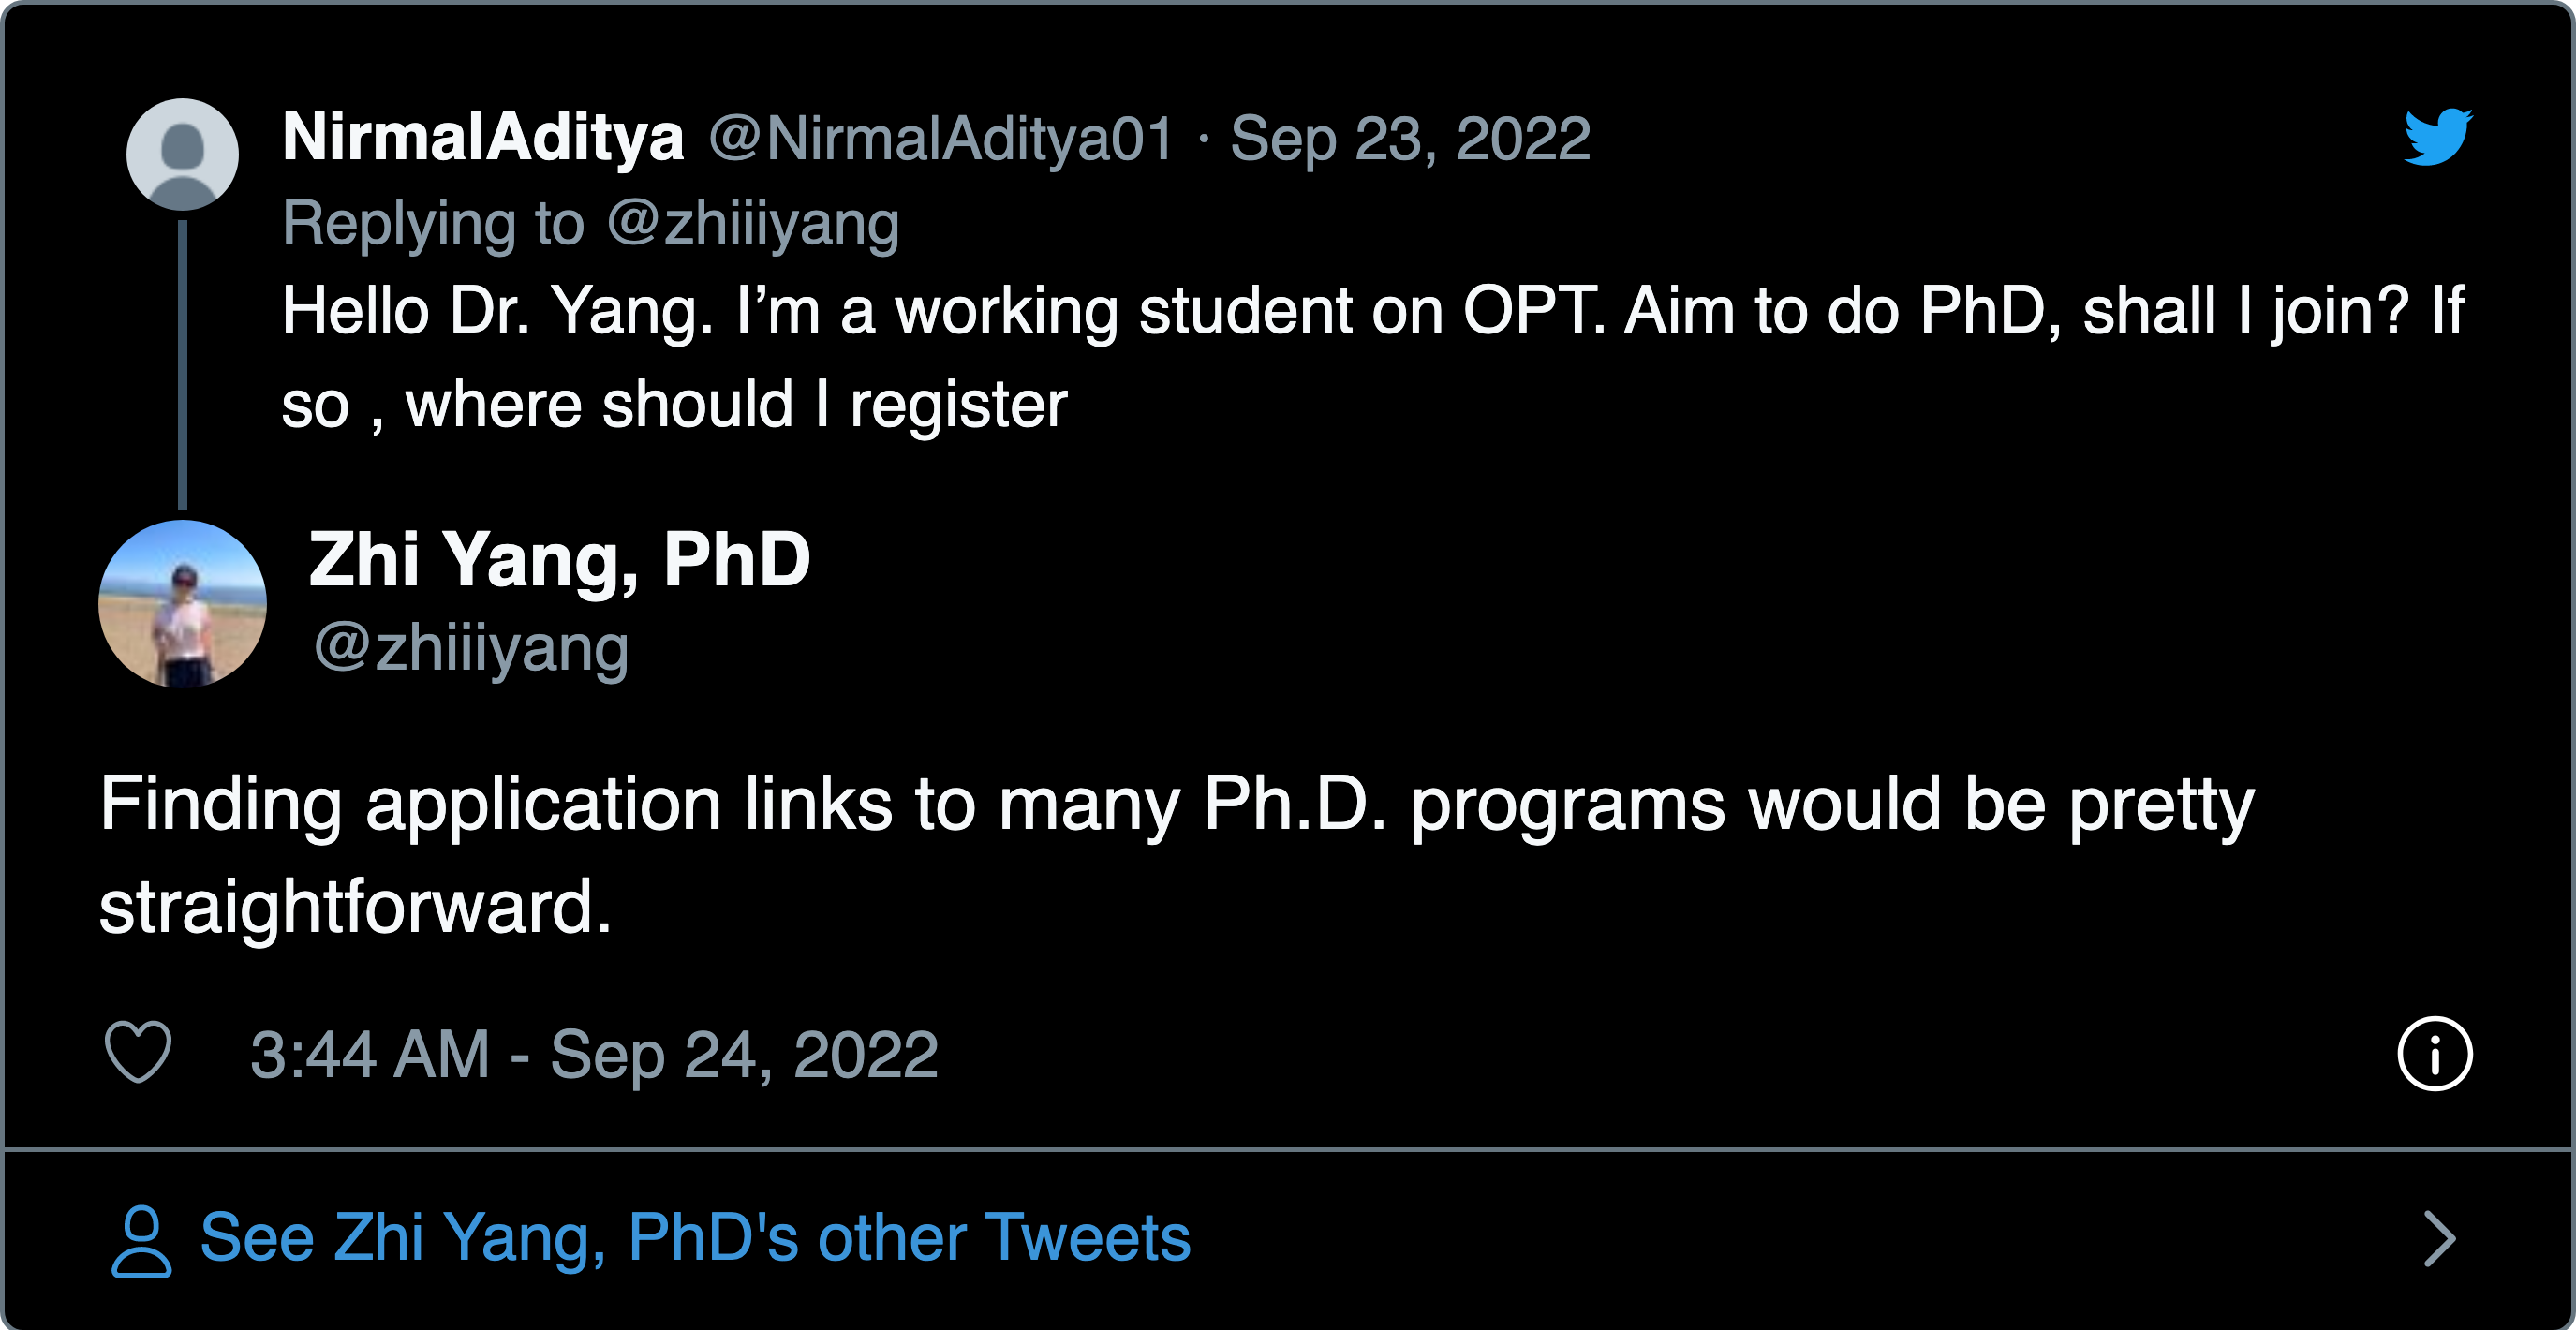 NirmalAditya @NirmalAditya01 · Sep 23, 2022
Replying to @zhiiiyang
Hello Dr. Yang. I’m a working student on OPT. Aim to do PhD, shall I join? If
so , where should I register
Zhi Yang, PhD
@zhiiiyang
Finding application links to many Ph.D. programs would be pretty
straightforward.
3:44 AM - Sep 24, 2022
See Zhi Yang, PhD's other Tweets